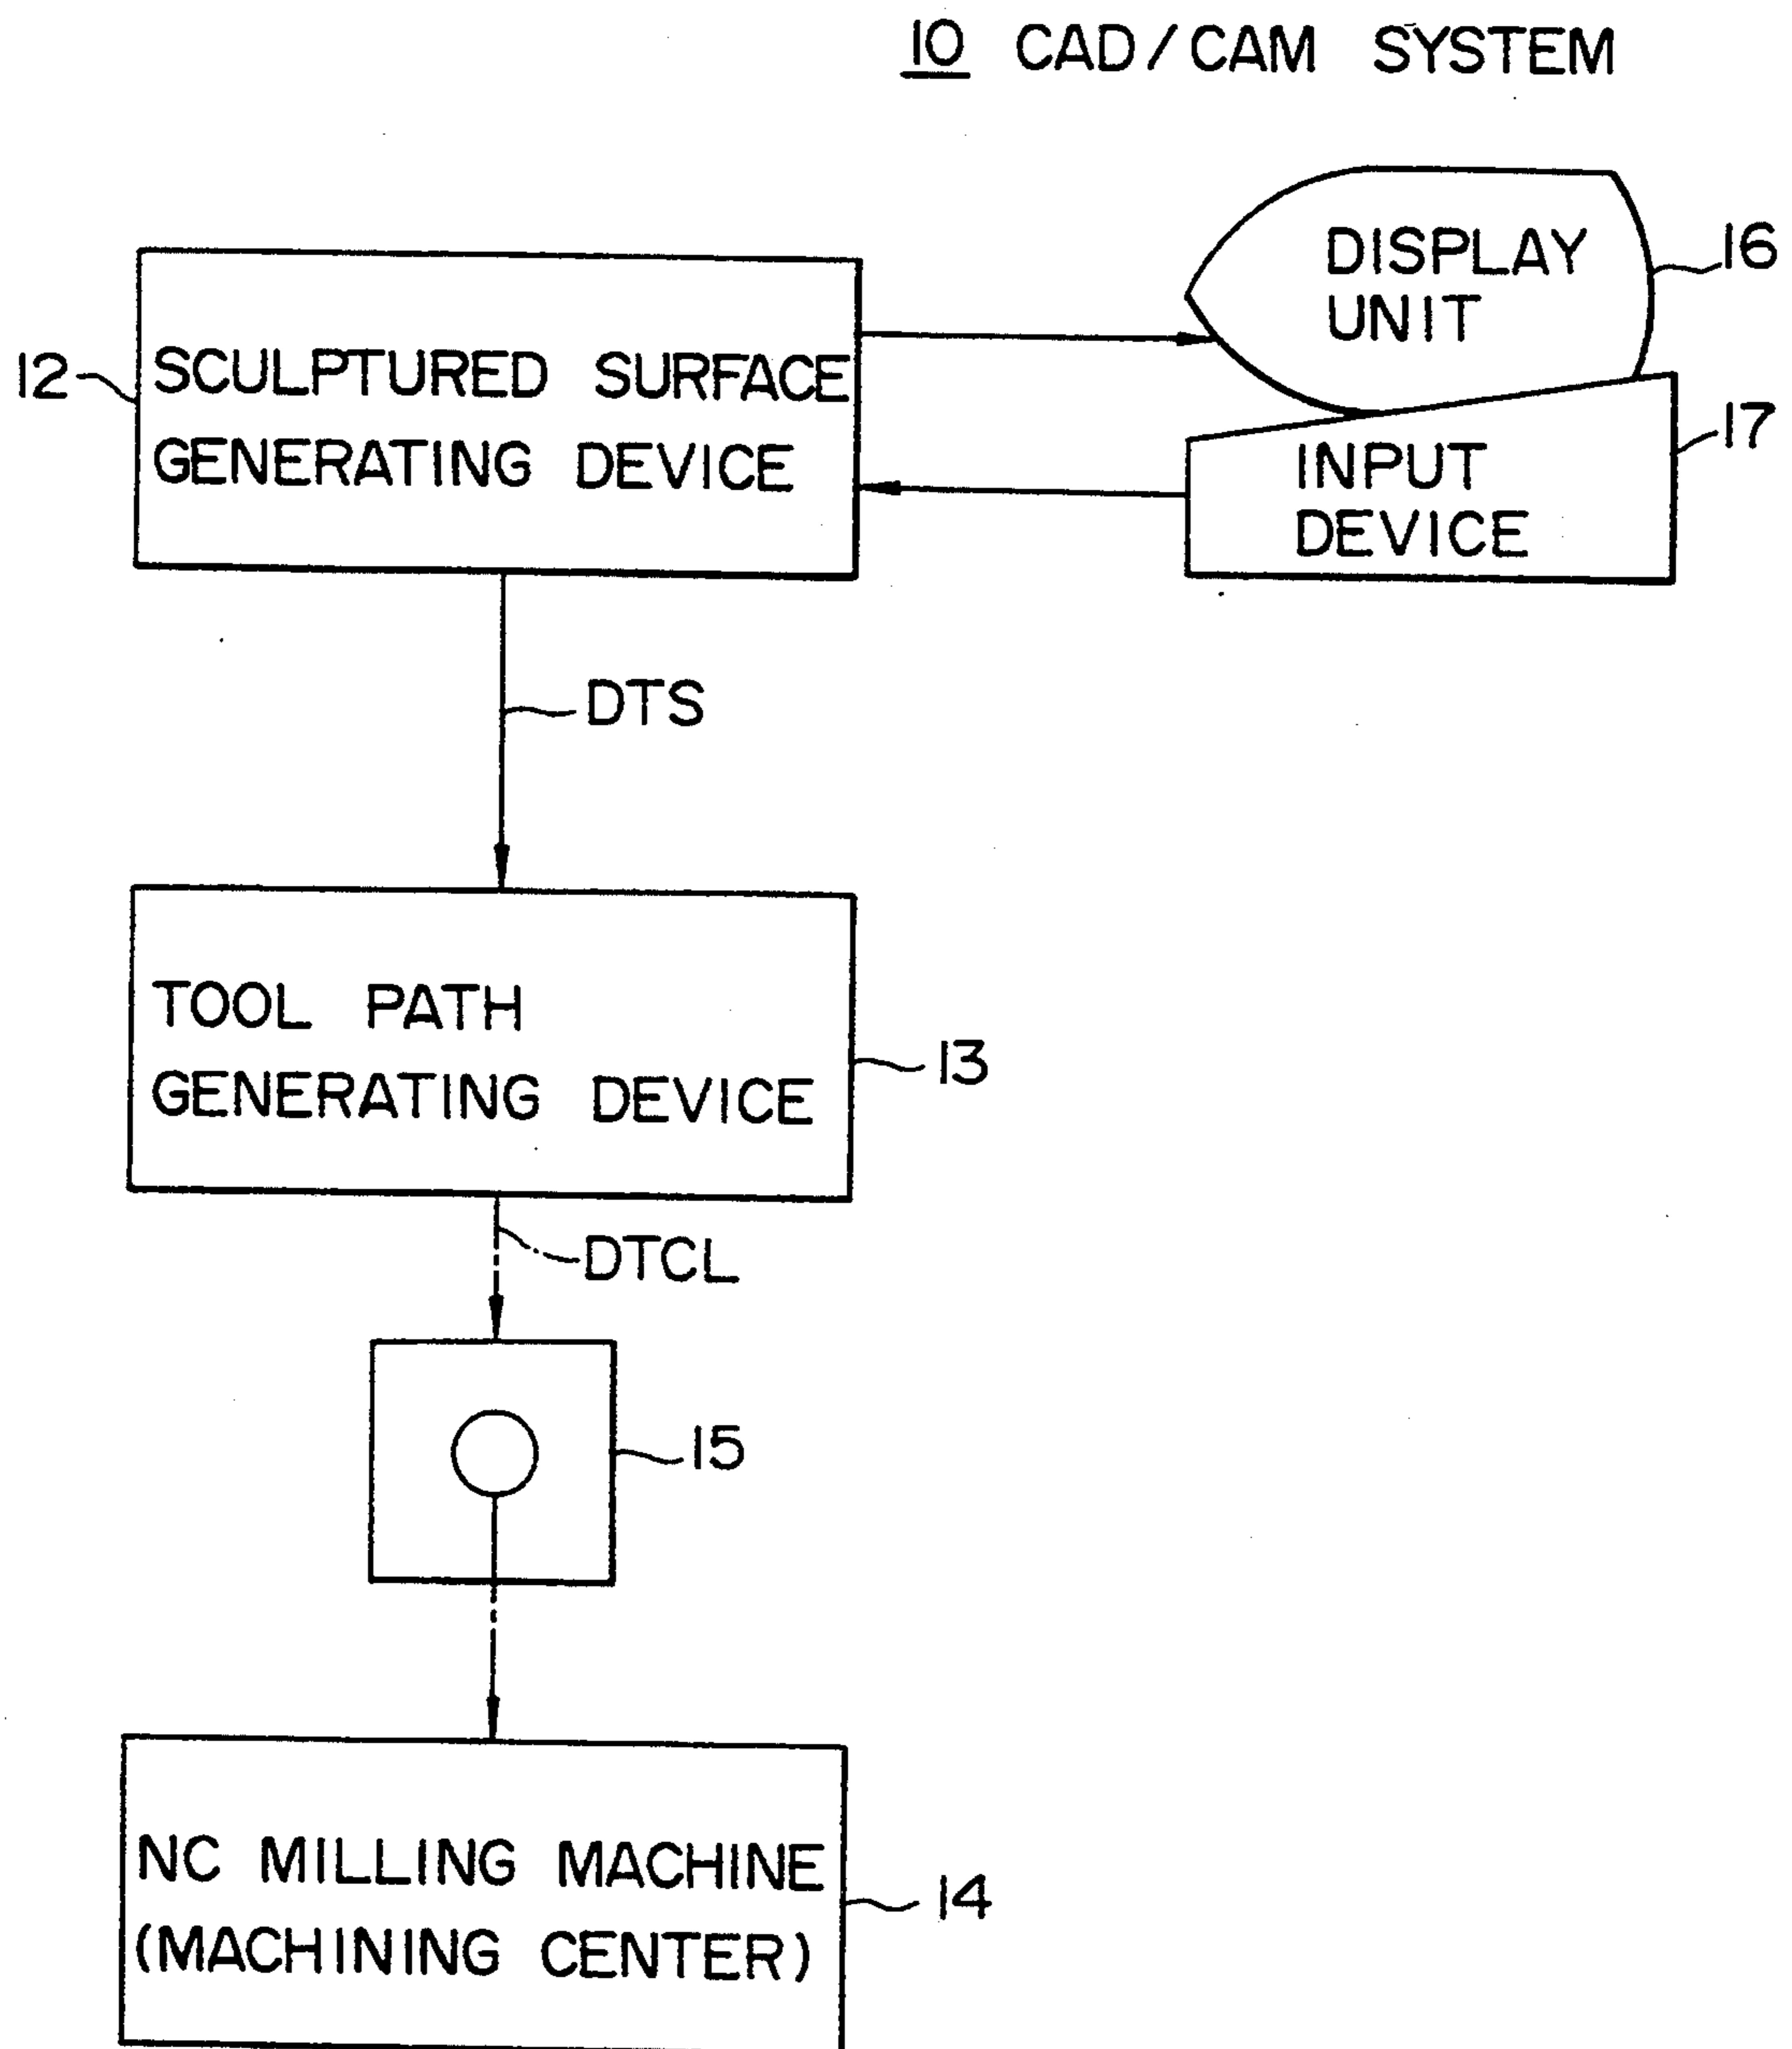 10 CAD/CAM SYSTEM
DISPLAY
UNIT
16
12
SCULPTURED SURFACE
GENERATING DEVICE
17
INPUT
DEVICE
DTS
TOOL PATH
GENERATING DEVICE
13
DTCL
15
NC MILLING MACHINE
(MACHINING CENTER)
14